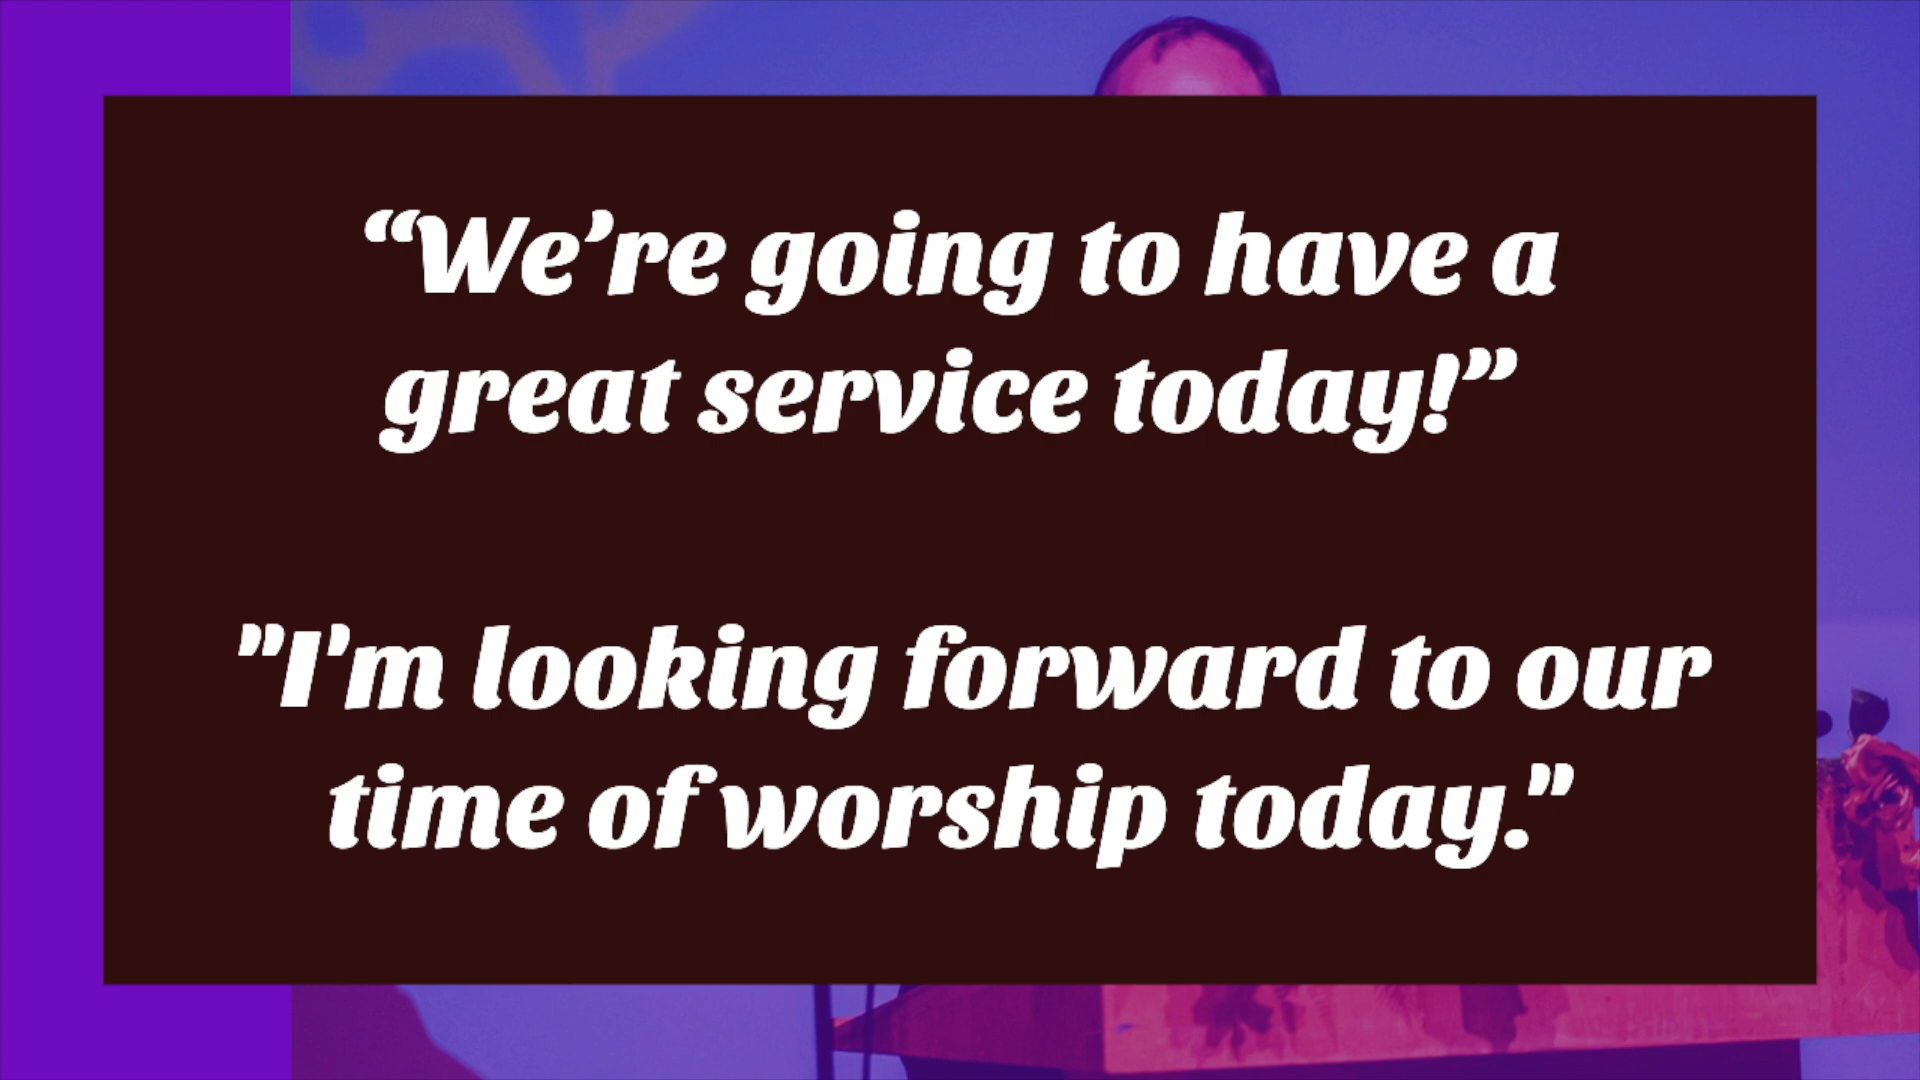 “We’re going to have a
great service today!”
"I'm looking forward to our
time of worship today."